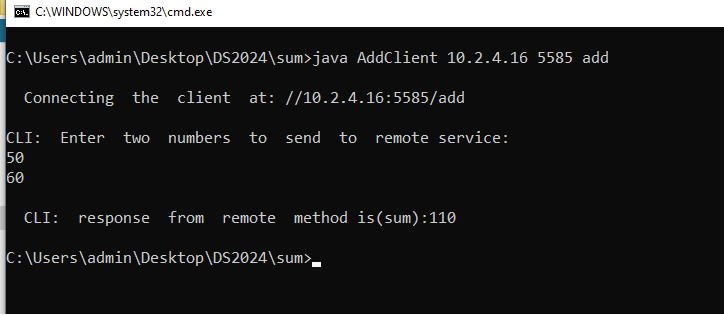 C:\WINDOWS\system32\cmd.exe
C:\Users\admin\Desktop\DS2024\sum>java AddClient 10.2.4.16 5585 add
Connecting the client at: //10.2.4.16:5585/add
CLI: Enter two numbers to send to remote service:
50
60
CLI: response from remote method is(sum):110
C:\Users\admin\Desktop\DS2024\sum>